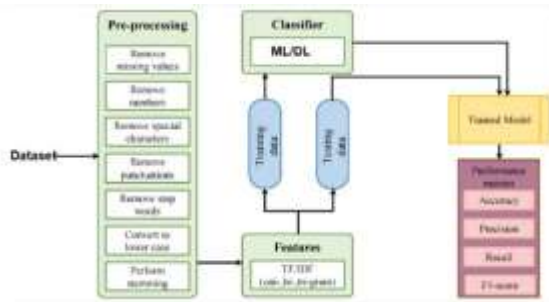 Pre-processing
Remove
missing values
Remove
numbers
Remove special
characters
Remove
punctuations
Remove stop
words
Convert to
lower case
Perform
stemming
Dataset
Classifier
ML/DL
Training
data
data
Features
TF/IDF
Trained Model
Performance
Accuracy
Precision
Recall
F1-score